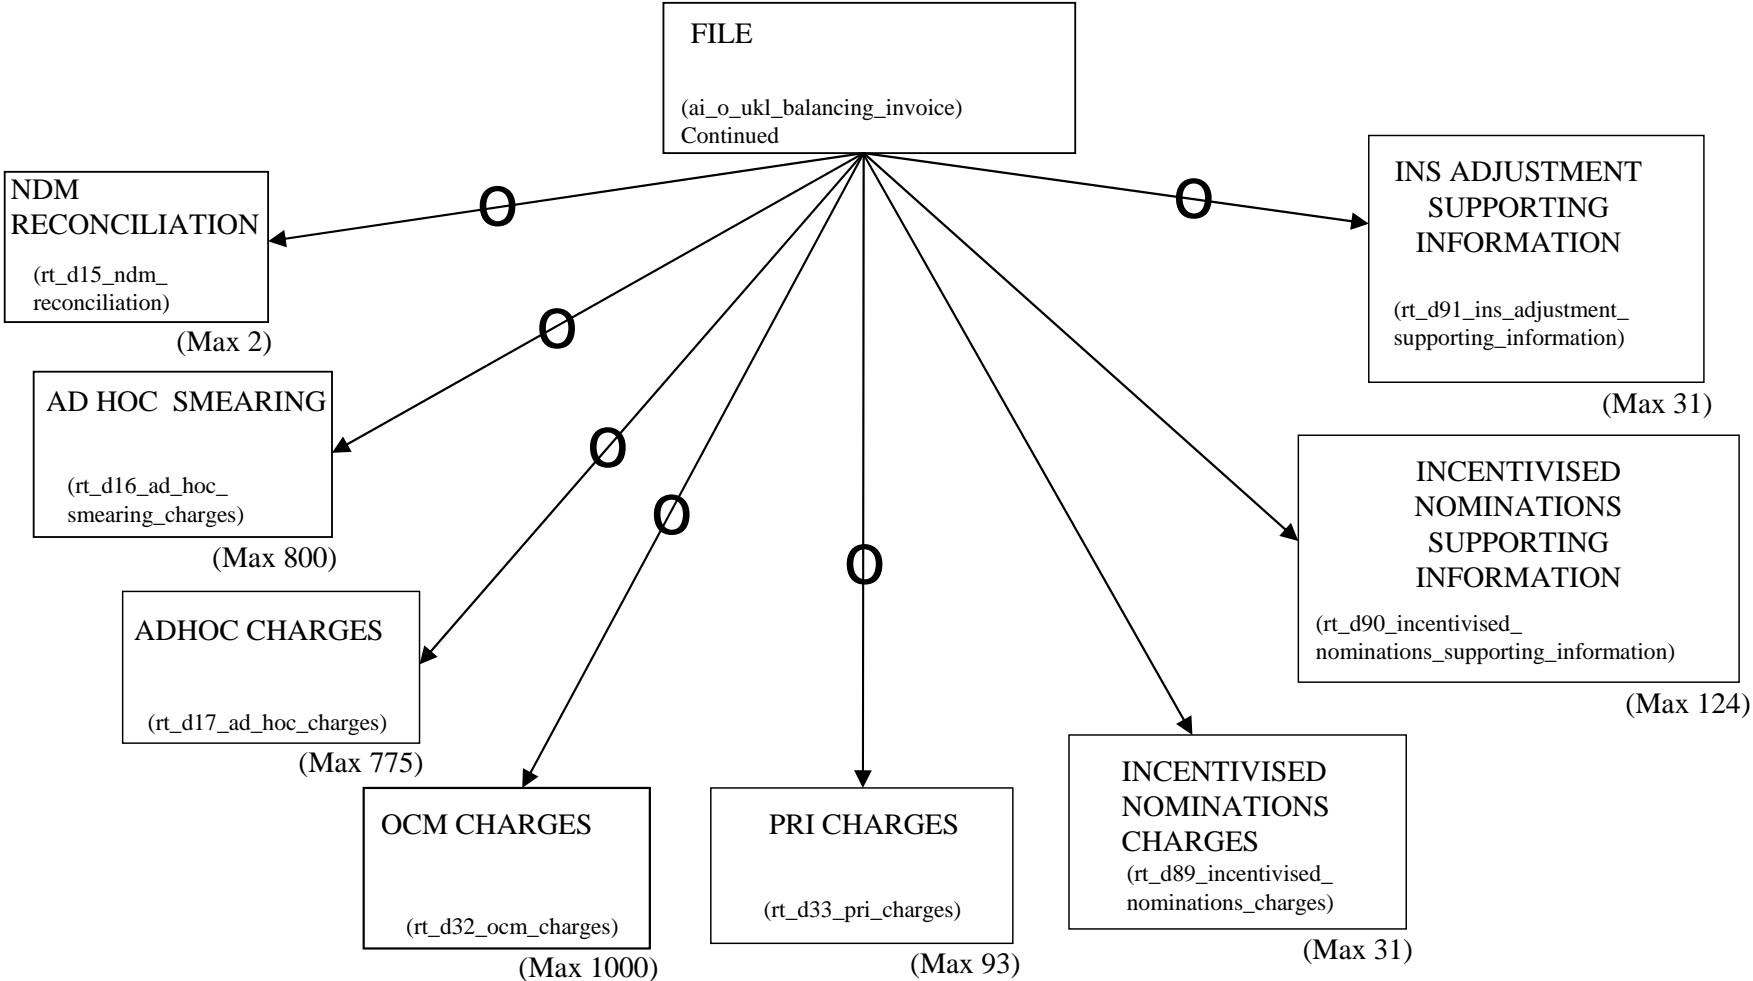 FILE
(ai_o_ukl_balancing_invoice)
Continued
NDM
RECONCILIATION
(rt_d15_ndm_
reconciliation)
(Max 2)
O
O
INS ADJUSTMENT
SUPPORTING
INFORMATION
(rt_d91_ins_adjustment_
supporting_information)
(Max 31)
AD HOC  SMEARING
(rt_d16_ad_hoc_
smearing_charges)
(Max 800)
O
O
O
O
INCENTIVISED
NOMINATIONS
SUPPORTING
INFORMATION
(rt_d90_incentivised_
nominations_supporting_information)
(Max 124)
ADHOC CHARGES
(rt_d17_ad_hoc_charges)
(Max 775)
OCM CHARGES
(rt_d32_ocm_charges)
(Max 1000)
PRI CHARGES
(rt_d33_pri_charges)
(Max 93)
INCENTIVISED
NOMINATIONS
CHARGES
(rt_d89_incentivised_
nominations_charges)
(Max 31)